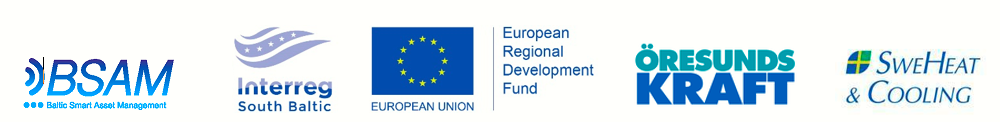 BSAM
Baltic Smart Asset Management
Interreg
South Baltic
EUROPEAN UNION
European
Regional
Development
Fund
ÖRESUNDS
KRAFT
SWEHEAT
& COOLING